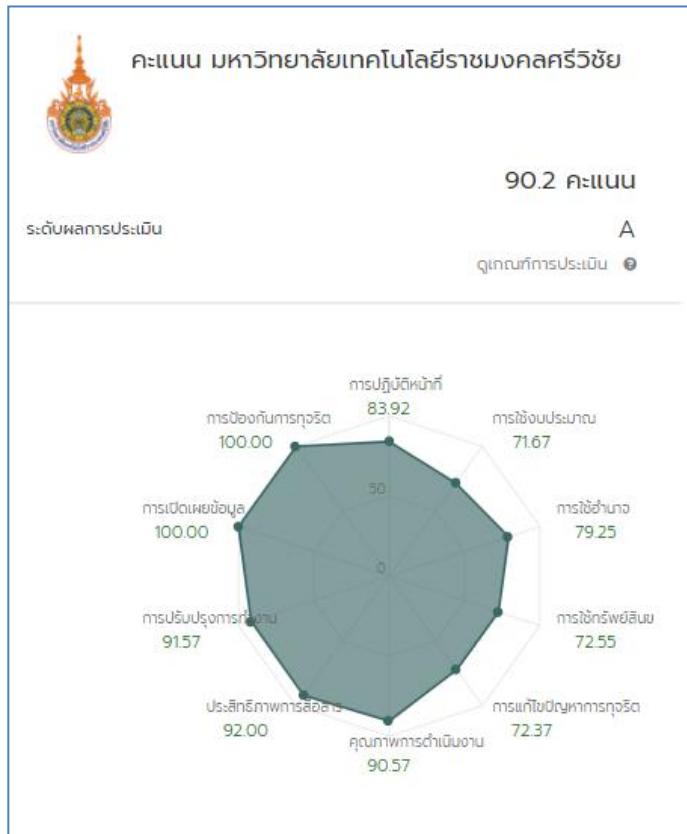 คะแนน มหาวิทยาลัยเทคโนโลยีราชมงคลศรีวิชัย
90.2 คะแนน
ระดับผลการประเมิน
A
ดูเกณฑ์การประเมิน
การปฏิบัติหน้าที่
83.92
การใช้งบประมาณ
71.67
การใช้อำนาจ
79.25
การใช้ทรัพย์สินข
72.55
การแก้ไขปัญหาการทุจริต
72.37
คุณภาพการดำเนินงาน
90.57
ประสิทธิภาพการสื่อสาร
92.00
การปรับปรุงการทำงาน
91.57
การเปิดเผยข้อมูล
100.00
การป้องกันการทุจริต
100.00
50
0